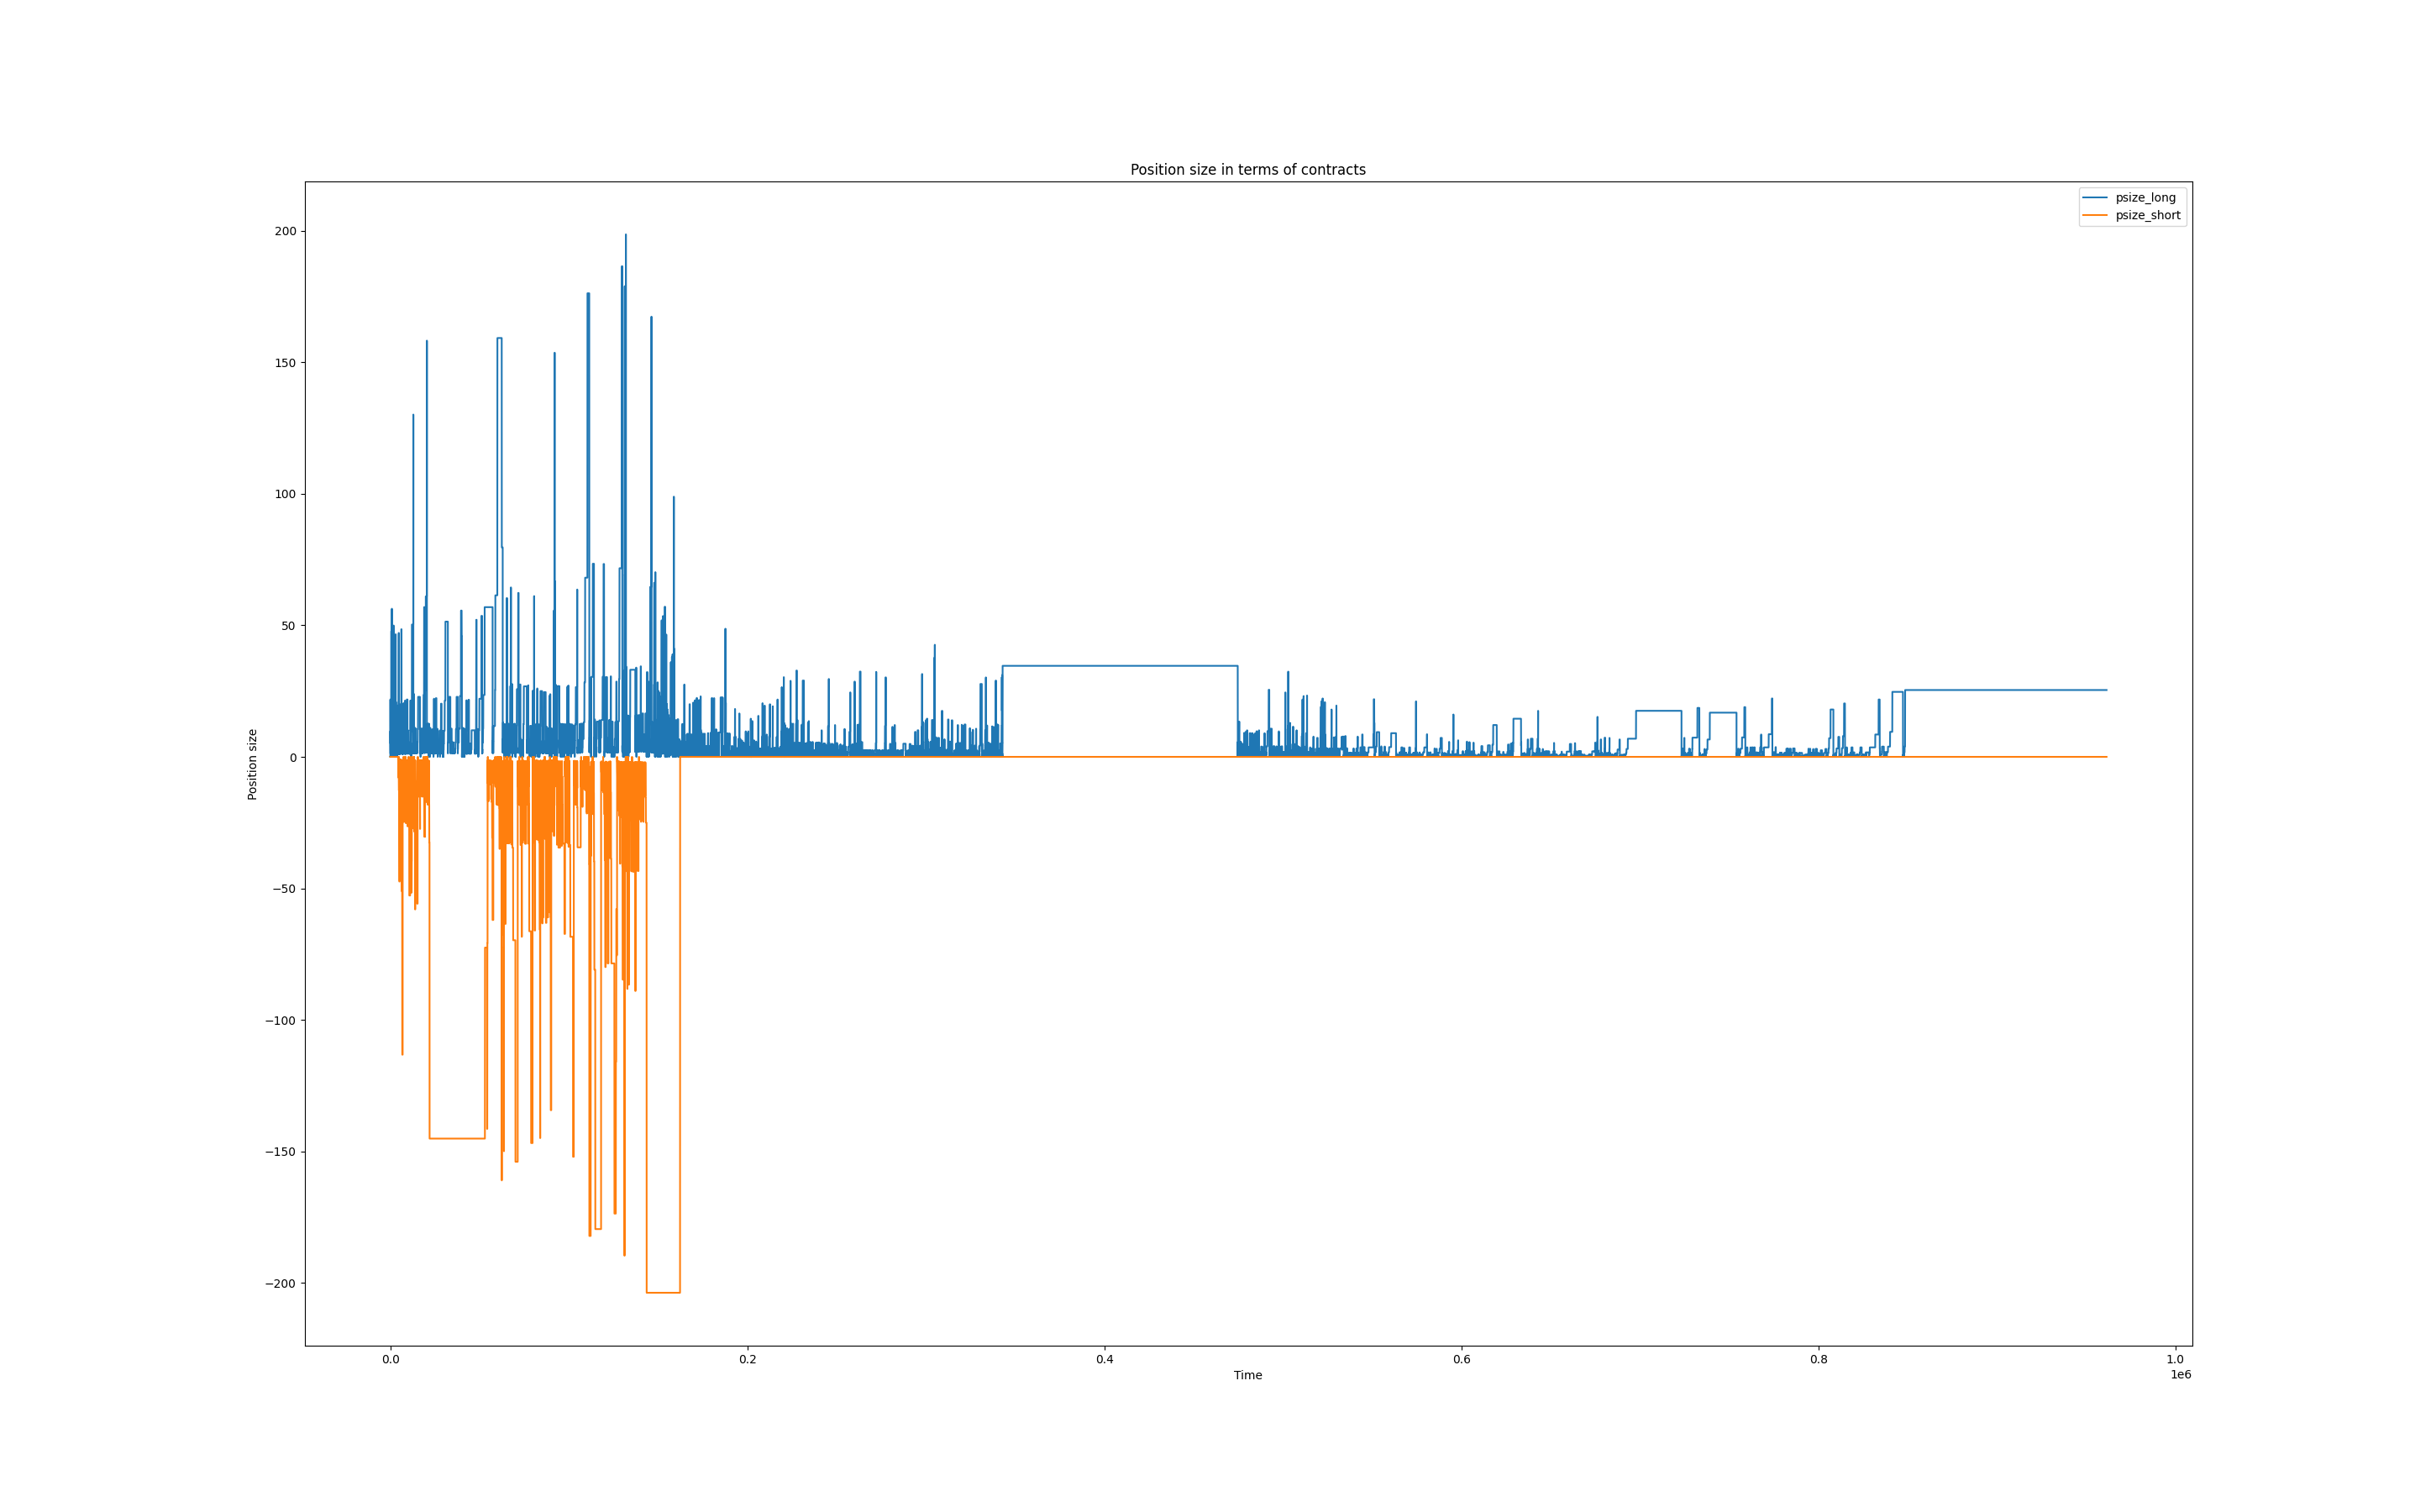 Position size in terms of contracts
psize_long
psize_short
Position size
200
150
100
50
0
−50
−100
−150
−200
0.0 0.2 0.4 0.6 0.8 1.0
1e6
Time